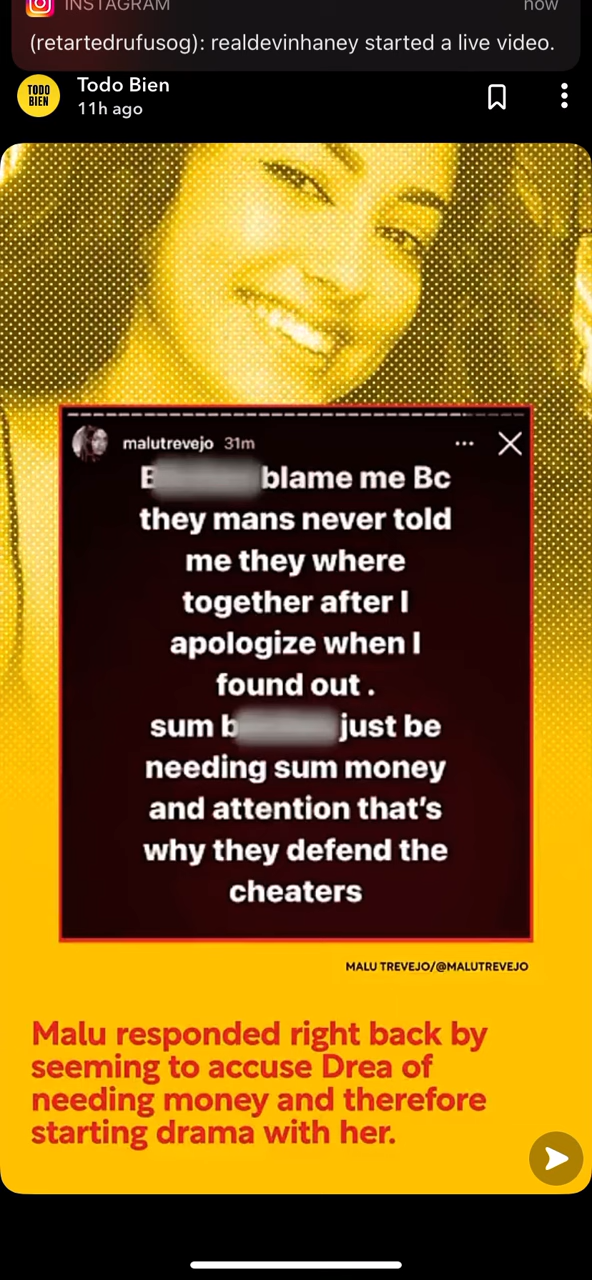 INSTAGRAM
now
(retartedrufusog): realdevinhaney started a live video.
TODO
BIEN
Todo Bien
11h ago
malutrevejo 31m
B blame me Bc
they mans never told
me they where
together after I
apologize when I
found out .
sum b just be
needing sum money
and attention that's
why they defend the
cheaters
MALU TREVEJO/@MALUTREVEJO
Malu responded right back by
seeming to accuse Drea of
needing money and therefore
starting drama with her.